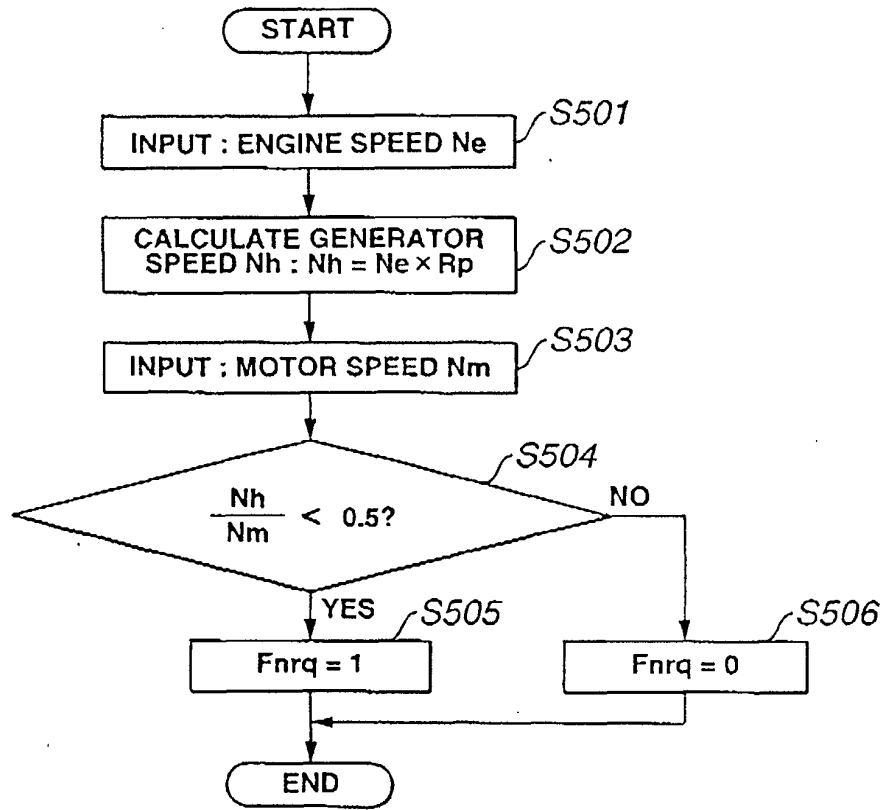 START
S501
INPUT : ENGINE SPEED Ne
S502
CALCULATE GENERATOR
SPEED Nh : Nh = Ne × Rp
S503
INPUT : MOTOR SPEED Nm
S504
Nh
Nm
< 0.5?
NO
YES
S505
Fnrq = 1
S506
Fnrq = 0
END